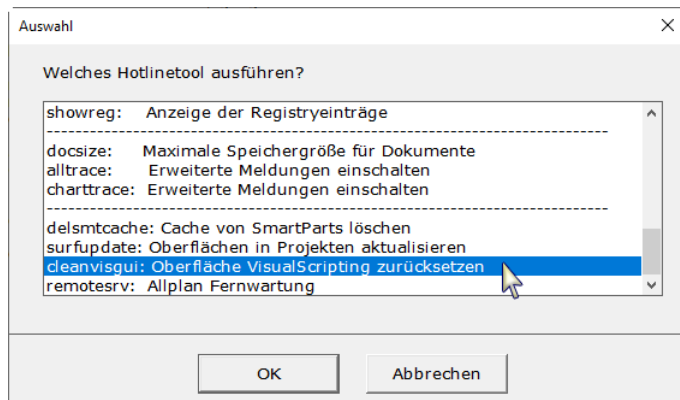 Auswahl
Welches Hotlinetool ausführen?
showreg: Anzeige der Registryeinträge
--------------------------------------------------------------------------------
docsize: Maximale Speichergröße für Dokumente
alltrace: Erweiterte Meldungen einschalten
charttrace: Erweiterte Meldungen einschalten
--------------------------------------------------------------------------------
delsmtcache: Cache von SmartParts löschen
surfupdate: Oberflächen in Projekten aktualisieren
cleanvisgui: Oberfläche VisualScripting zurücksetzen
remotesrv: Allplan Fernwartung
OK
Abbrechen